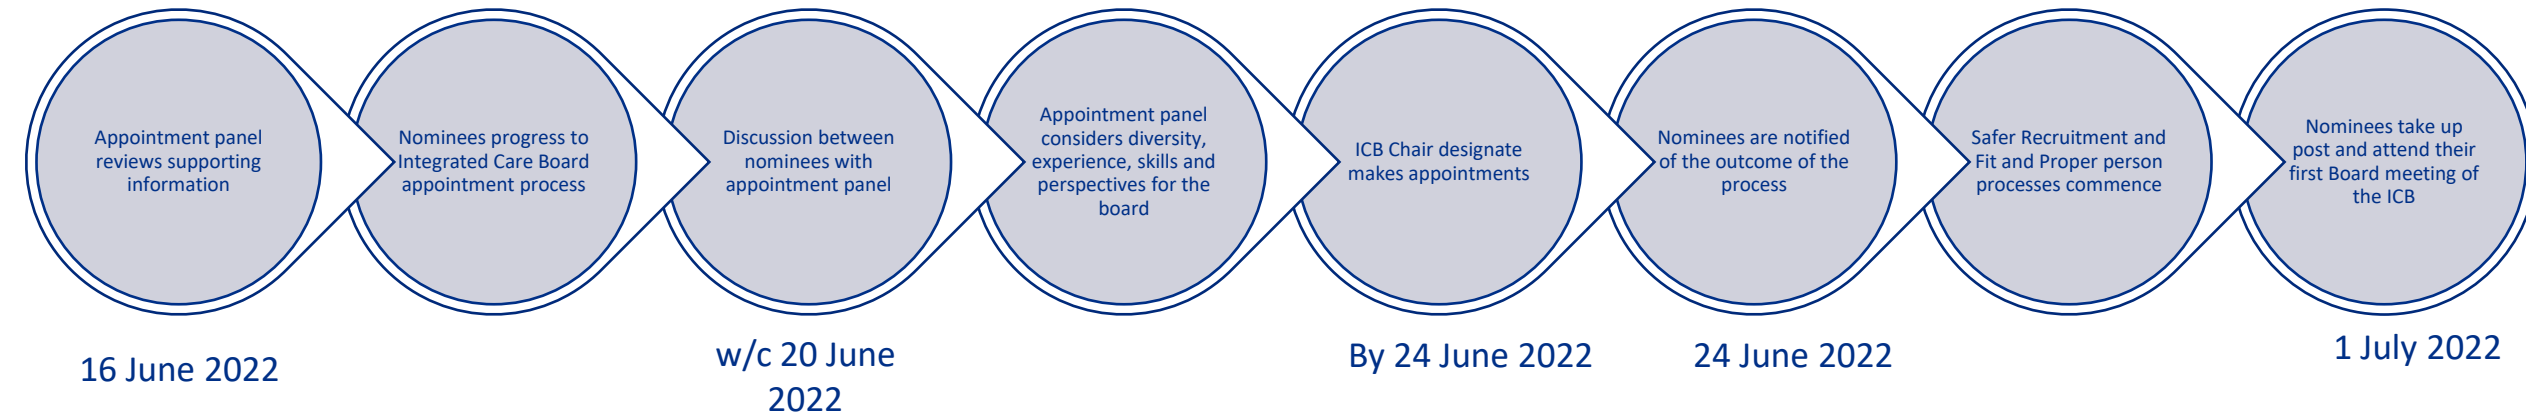 Appointment panel
reviews supporting
information
Nominees progress to
Integrated Care Board
appointment process
Discussion between
nominees with
appointment panel
Appointment panel
considers diversity,
experience, skills and
perspectives for the
board
ICB Chair designate
makes appointments
Nominees are notified
of the outcome of the
process
Safer Recruitment and
Fit and Proper person
processes commence
Nominees take up
post and attend their
first Board meeting of
the ICB
16 June 2022
w/c 20 June
2022
By 24 June 2022
24 June 2022
1 July 2022